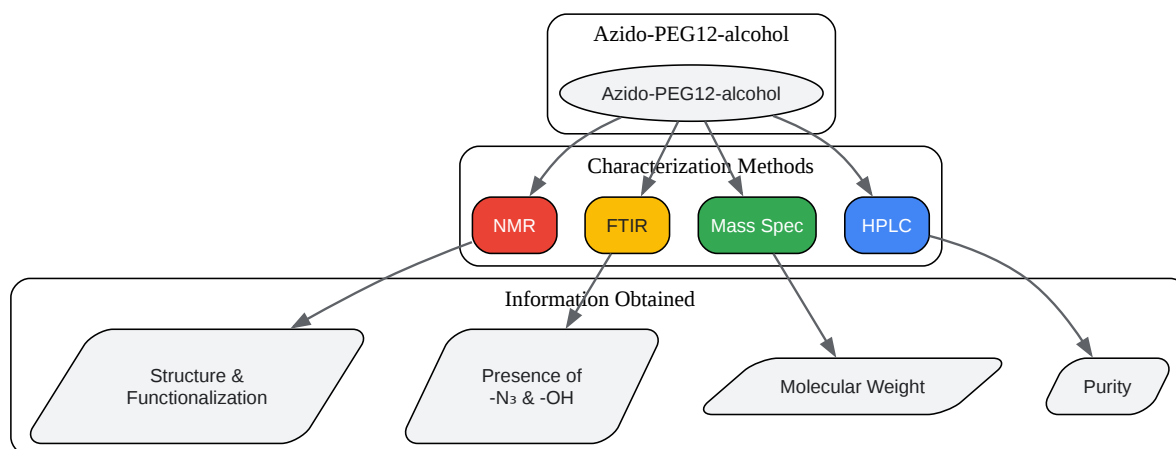 Azido-PEG12-alcohol
Azido-PEG12-alcohol
Characterization Methods
NMR
FTIR
Mass Spec
HPLC
Information Obtained
Structure &
Functionalization
Presence of
-N₃ & -OH
Molecular Weight
Purity